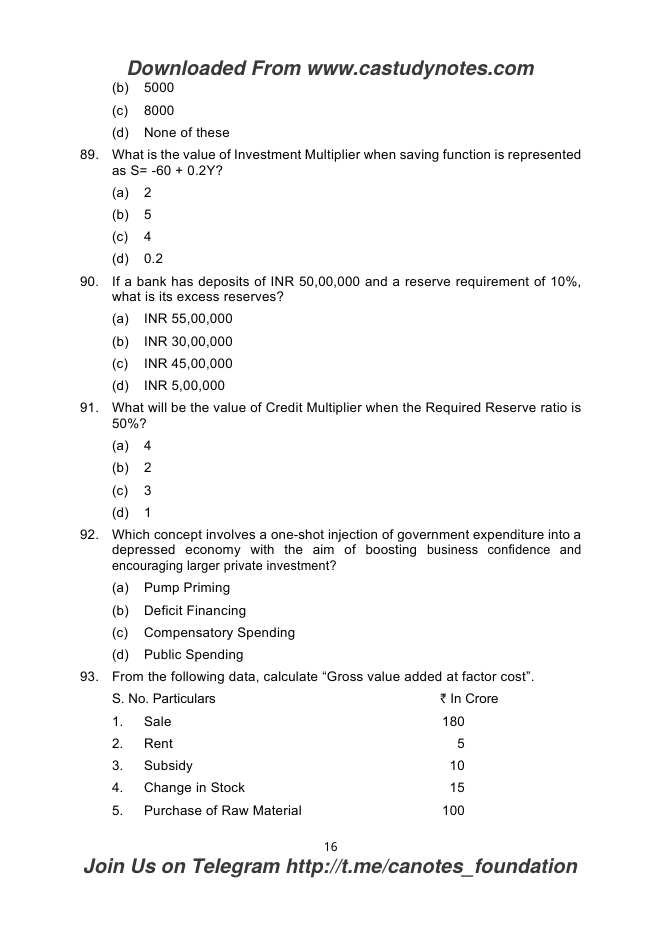 Downloaded From www.castudynotes.com
(b) 5000
(c) 8000
(d) None of these
89. What is the value of Investment Multiplier when saving function is represented
as S= -60 + 0.2Y?
(a) 2
(b) 5
(c) 4
(d) 0.2
90. If a bank has deposits of INR 50,00,000 and a reserve requirement of 10%,
what is its excess reserves?
(a) INR 55,00,000
(b) INR 30,00,000
(c) INR 45,00,000
(d) INR 5,00,000
91. What will be the value of Credit Multiplier when the Required Reserve ratio is
50%?
(a) 4
(b) 2
(c) 3
(d) 1
92. Which concept involves a one-shot injection of government expenditure into a
depressed economy with the aim of boosting business confidence and
encouraging larger private investment?
(a) Pump Priming
(b) Deficit Financing
(c) Compensatory Spending
(d) Public Spending
93. From the following data, calculate “Gross value added at factor cost”.
S. No. Particulars ₹ In Crore
1. Sale 180
2. Rent 5
3. Subsidy 10
4. Change in Stock 15
5. Purchase of Raw Material 100
16
Join Us on Telegram http://t.me/canotes_foundation